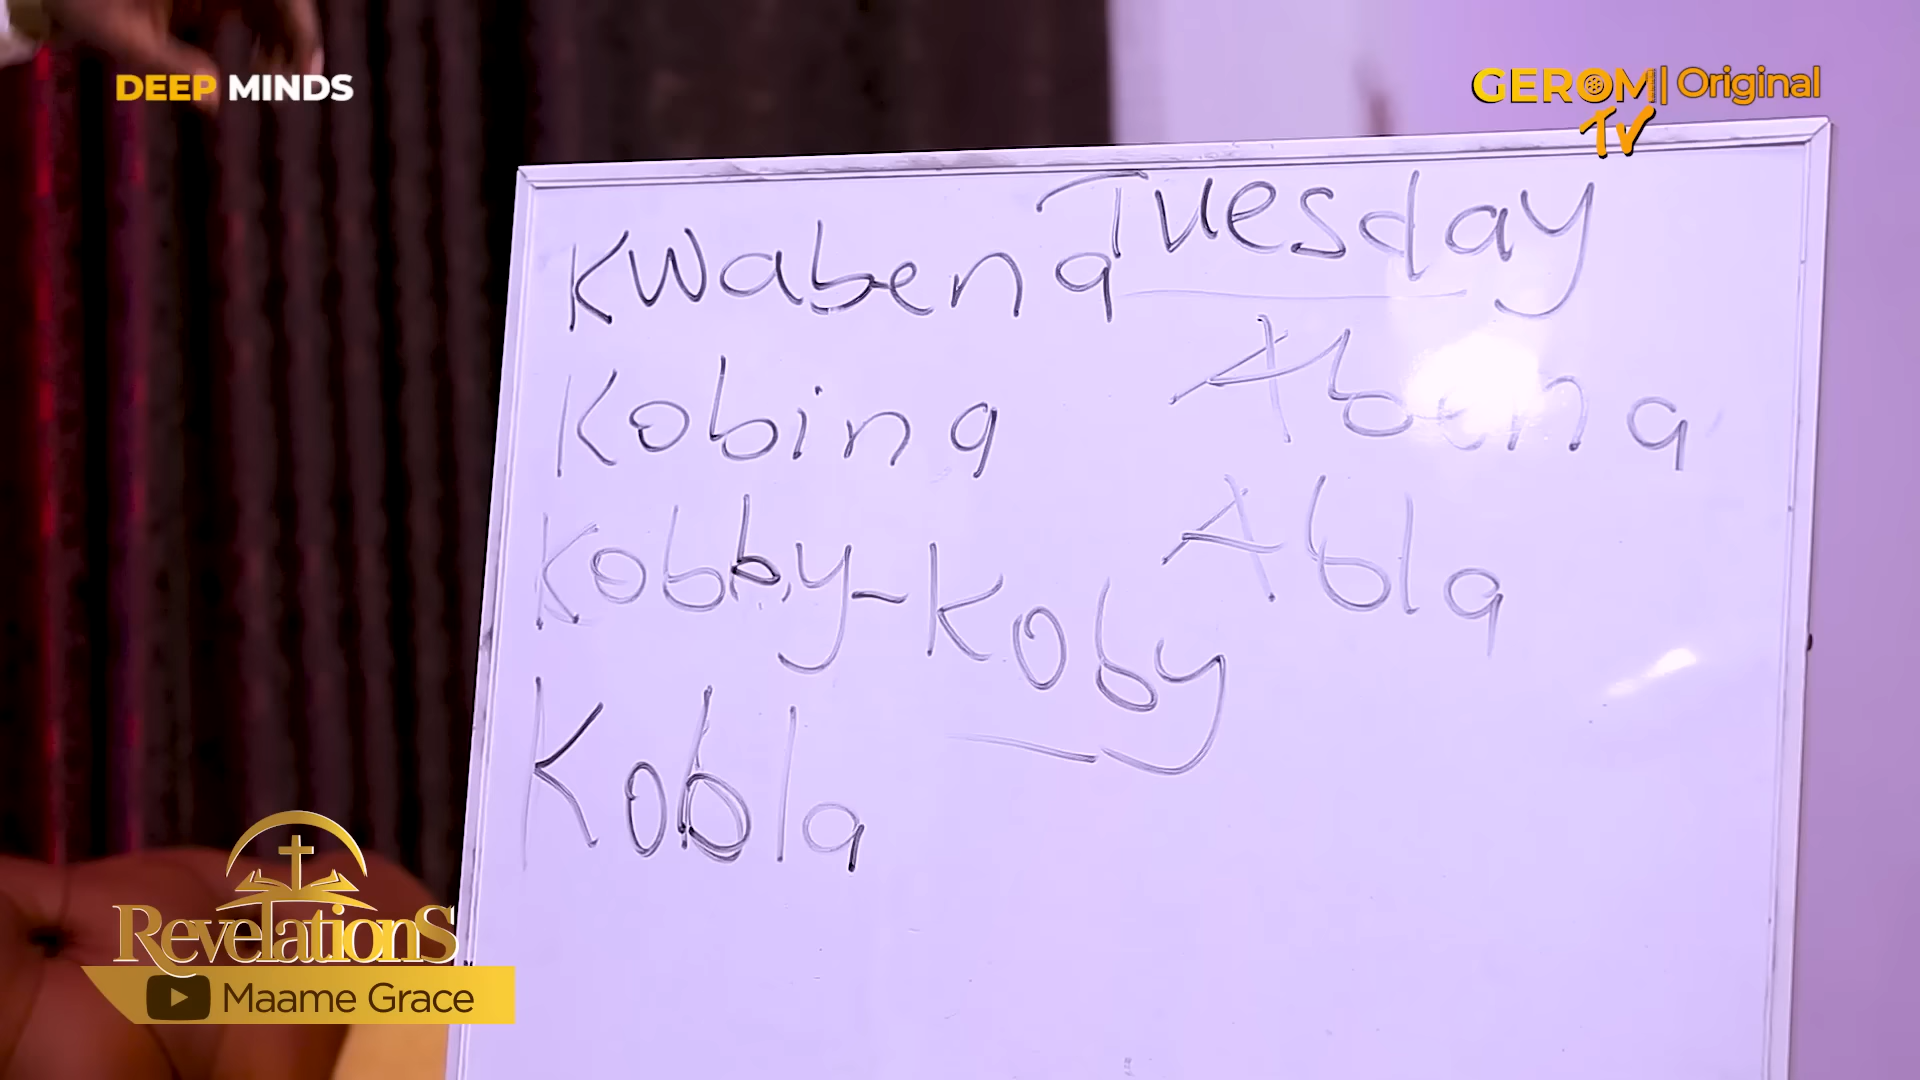 DEEP MINDS
GEROM TV | Original
Tuesday
Kwabena
Kobina
Kobby-Koby
Kobla
Abena
Abla
Revelations
Maame Grace